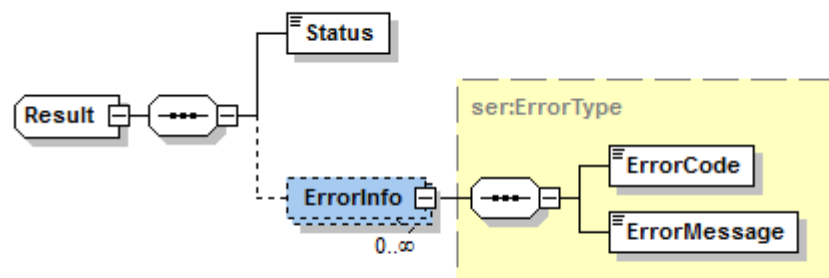 Status
Result
ser:ErrorType
ErrorCode
ErrorInfo
ErrorMessage
0..∞